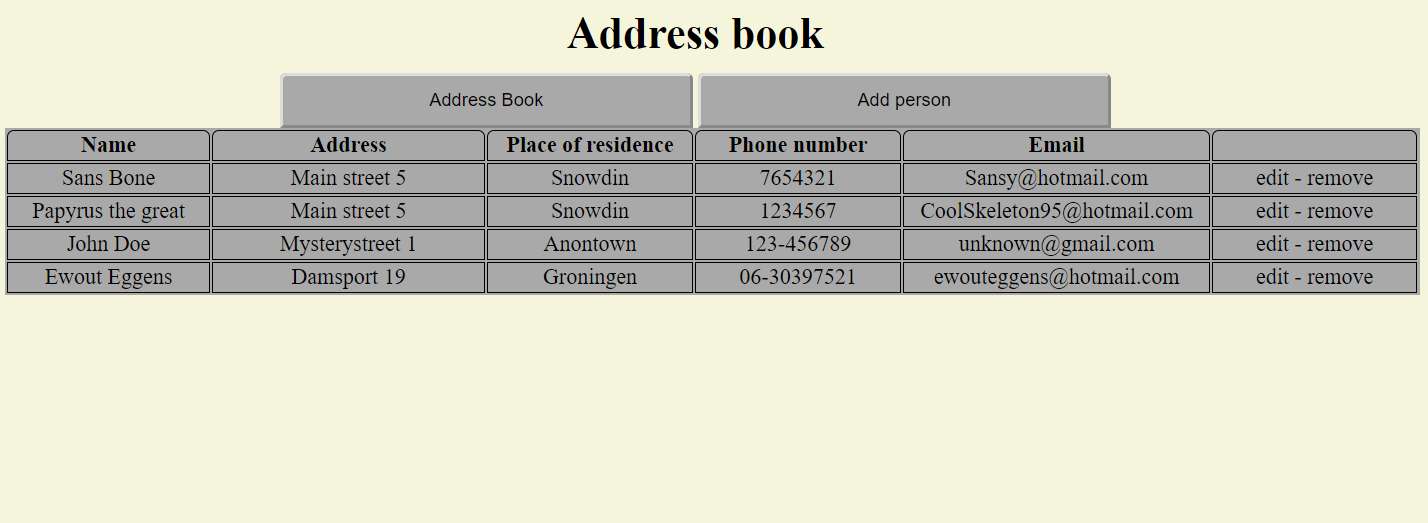 Address book
Address Book Add person
Name Address Place of residence Phone number Email
Sans Bone Main street 5 Snowdin 7654321 Sansy@hotmail.com edit - remove
Papyrus the great Main street 5 Snowdin 1234567 CoolSkeleton95@hotmail.com edit - remove
John Doe Mysterystreet 1 Anontown 123-456789 unknown@gmail.com edit - remove
Ewout Eggens Damsport 19 Groningen 06-30397521 ewouteggens@hotmail.com edit - remove